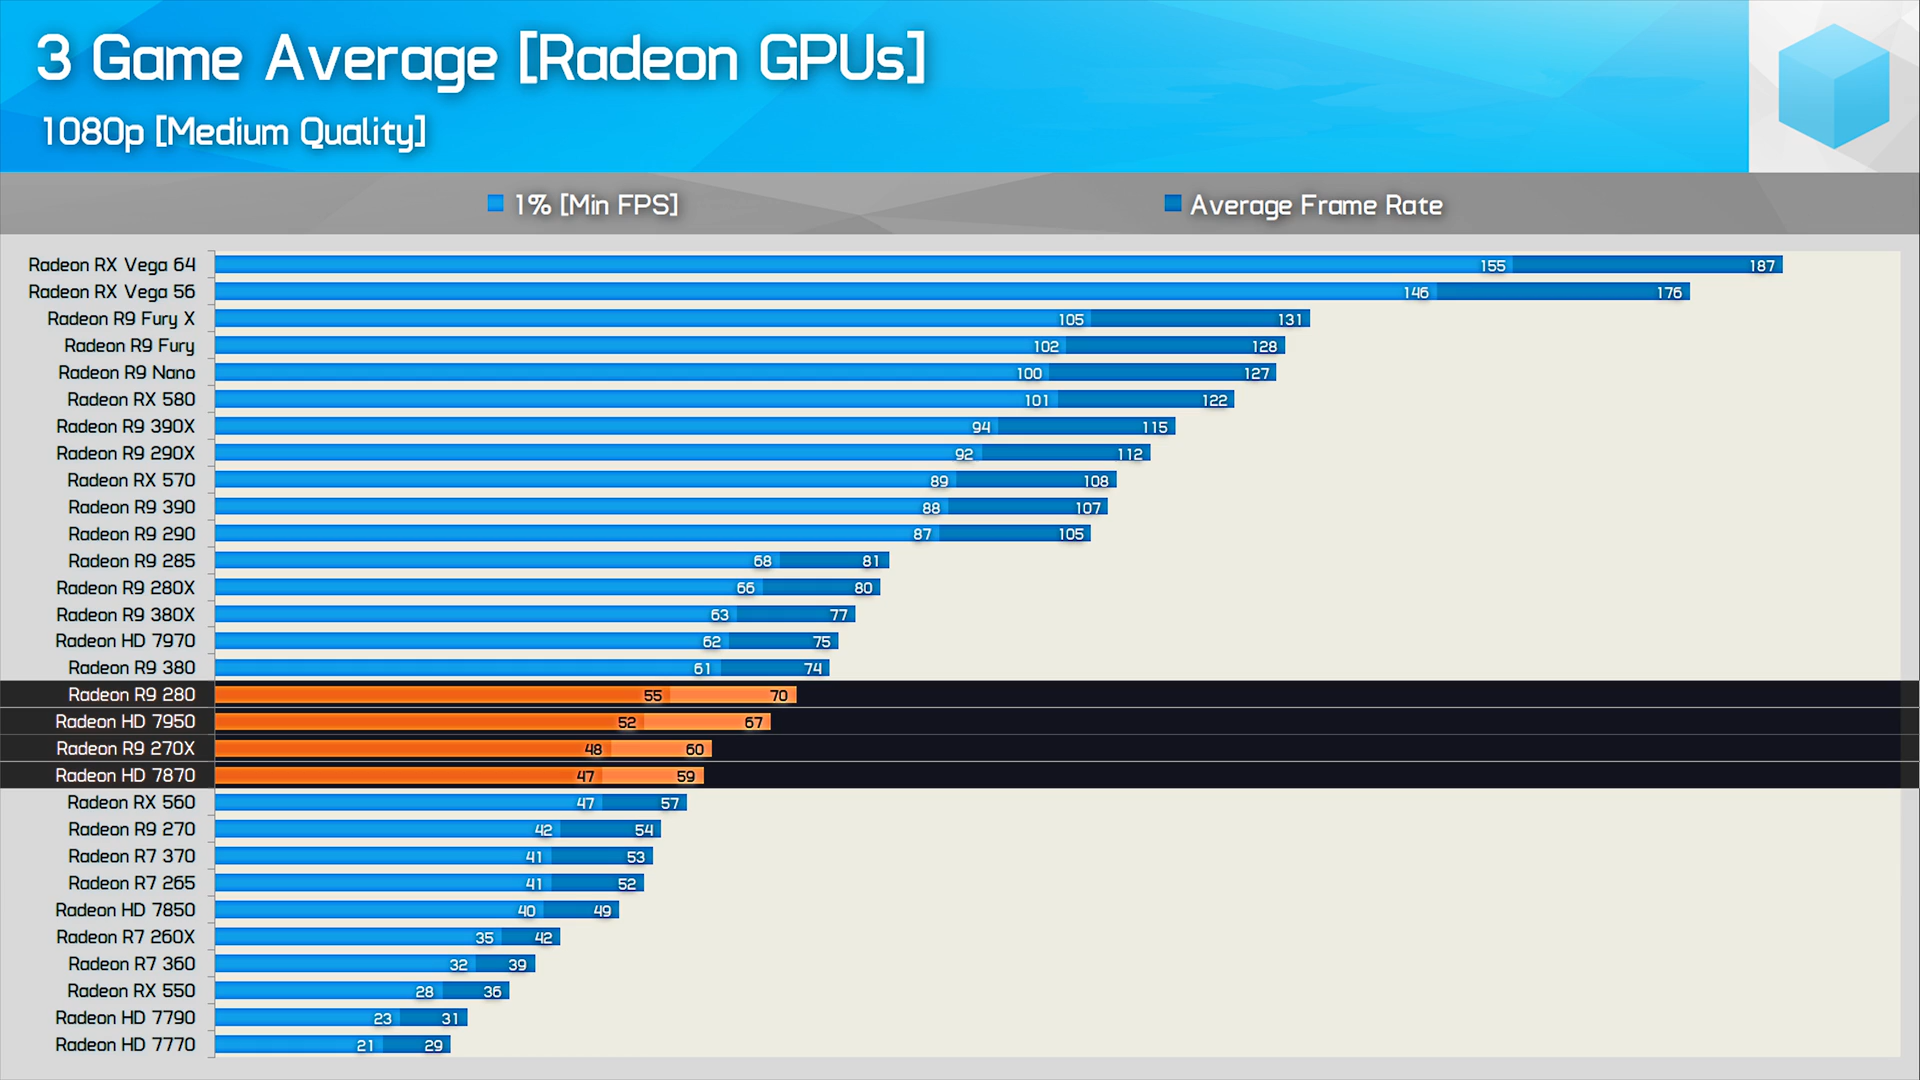 3 Game Average [Radeon GPUs]
1080p [Medium Quality]
1% [Min FPS] Average Frame Rate
Radeon RX Vega 64 155 187
Radeon RX Vega 56 146 176
Radeon R9 Fury X 105 131
Radeon R9 Fury 102 128
Radeon R9 Nano 100 127
Radeon RX 580 101 122
Radeon R9 390X 94 115
Radeon R9 290X 92 112
Radeon RX 570 89 108
Radeon R9 390 88 107
Radeon R9 290 87 105
Radeon R9 285 68 81
Radeon R9 280X 66 80
Radeon R9 380X 63 77
Radeon HD 7970 62 75
Radeon R9 380 61 74
Radeon R9 280 55 70
Radeon HD 7950 52 67
Radeon R9 270X 48 60
Radeon HD 7870 47 59
Radeon RX 560 47 57
Radeon R9 270 42 54
Radeon R7 370 41 53
Radeon R7 265 41 52
Radeon HD 7850 40 49
Radeon R7 260X 35 42
Radeon R7 360 32 39
Radeon RX 550 28 36
Radeon HD 7790 23 31
Radeon HD 7770 21 29